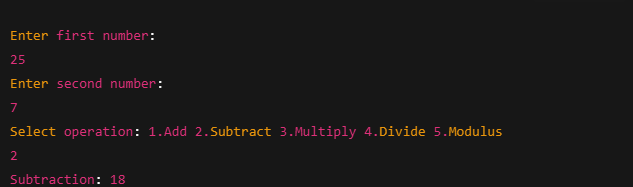 Enter first number:
25
Enter second number:
7
Select operation: 1.Add 2.Subtract 3.Multiply 4.Divide 5.Modulus
2
Subtraction: 18